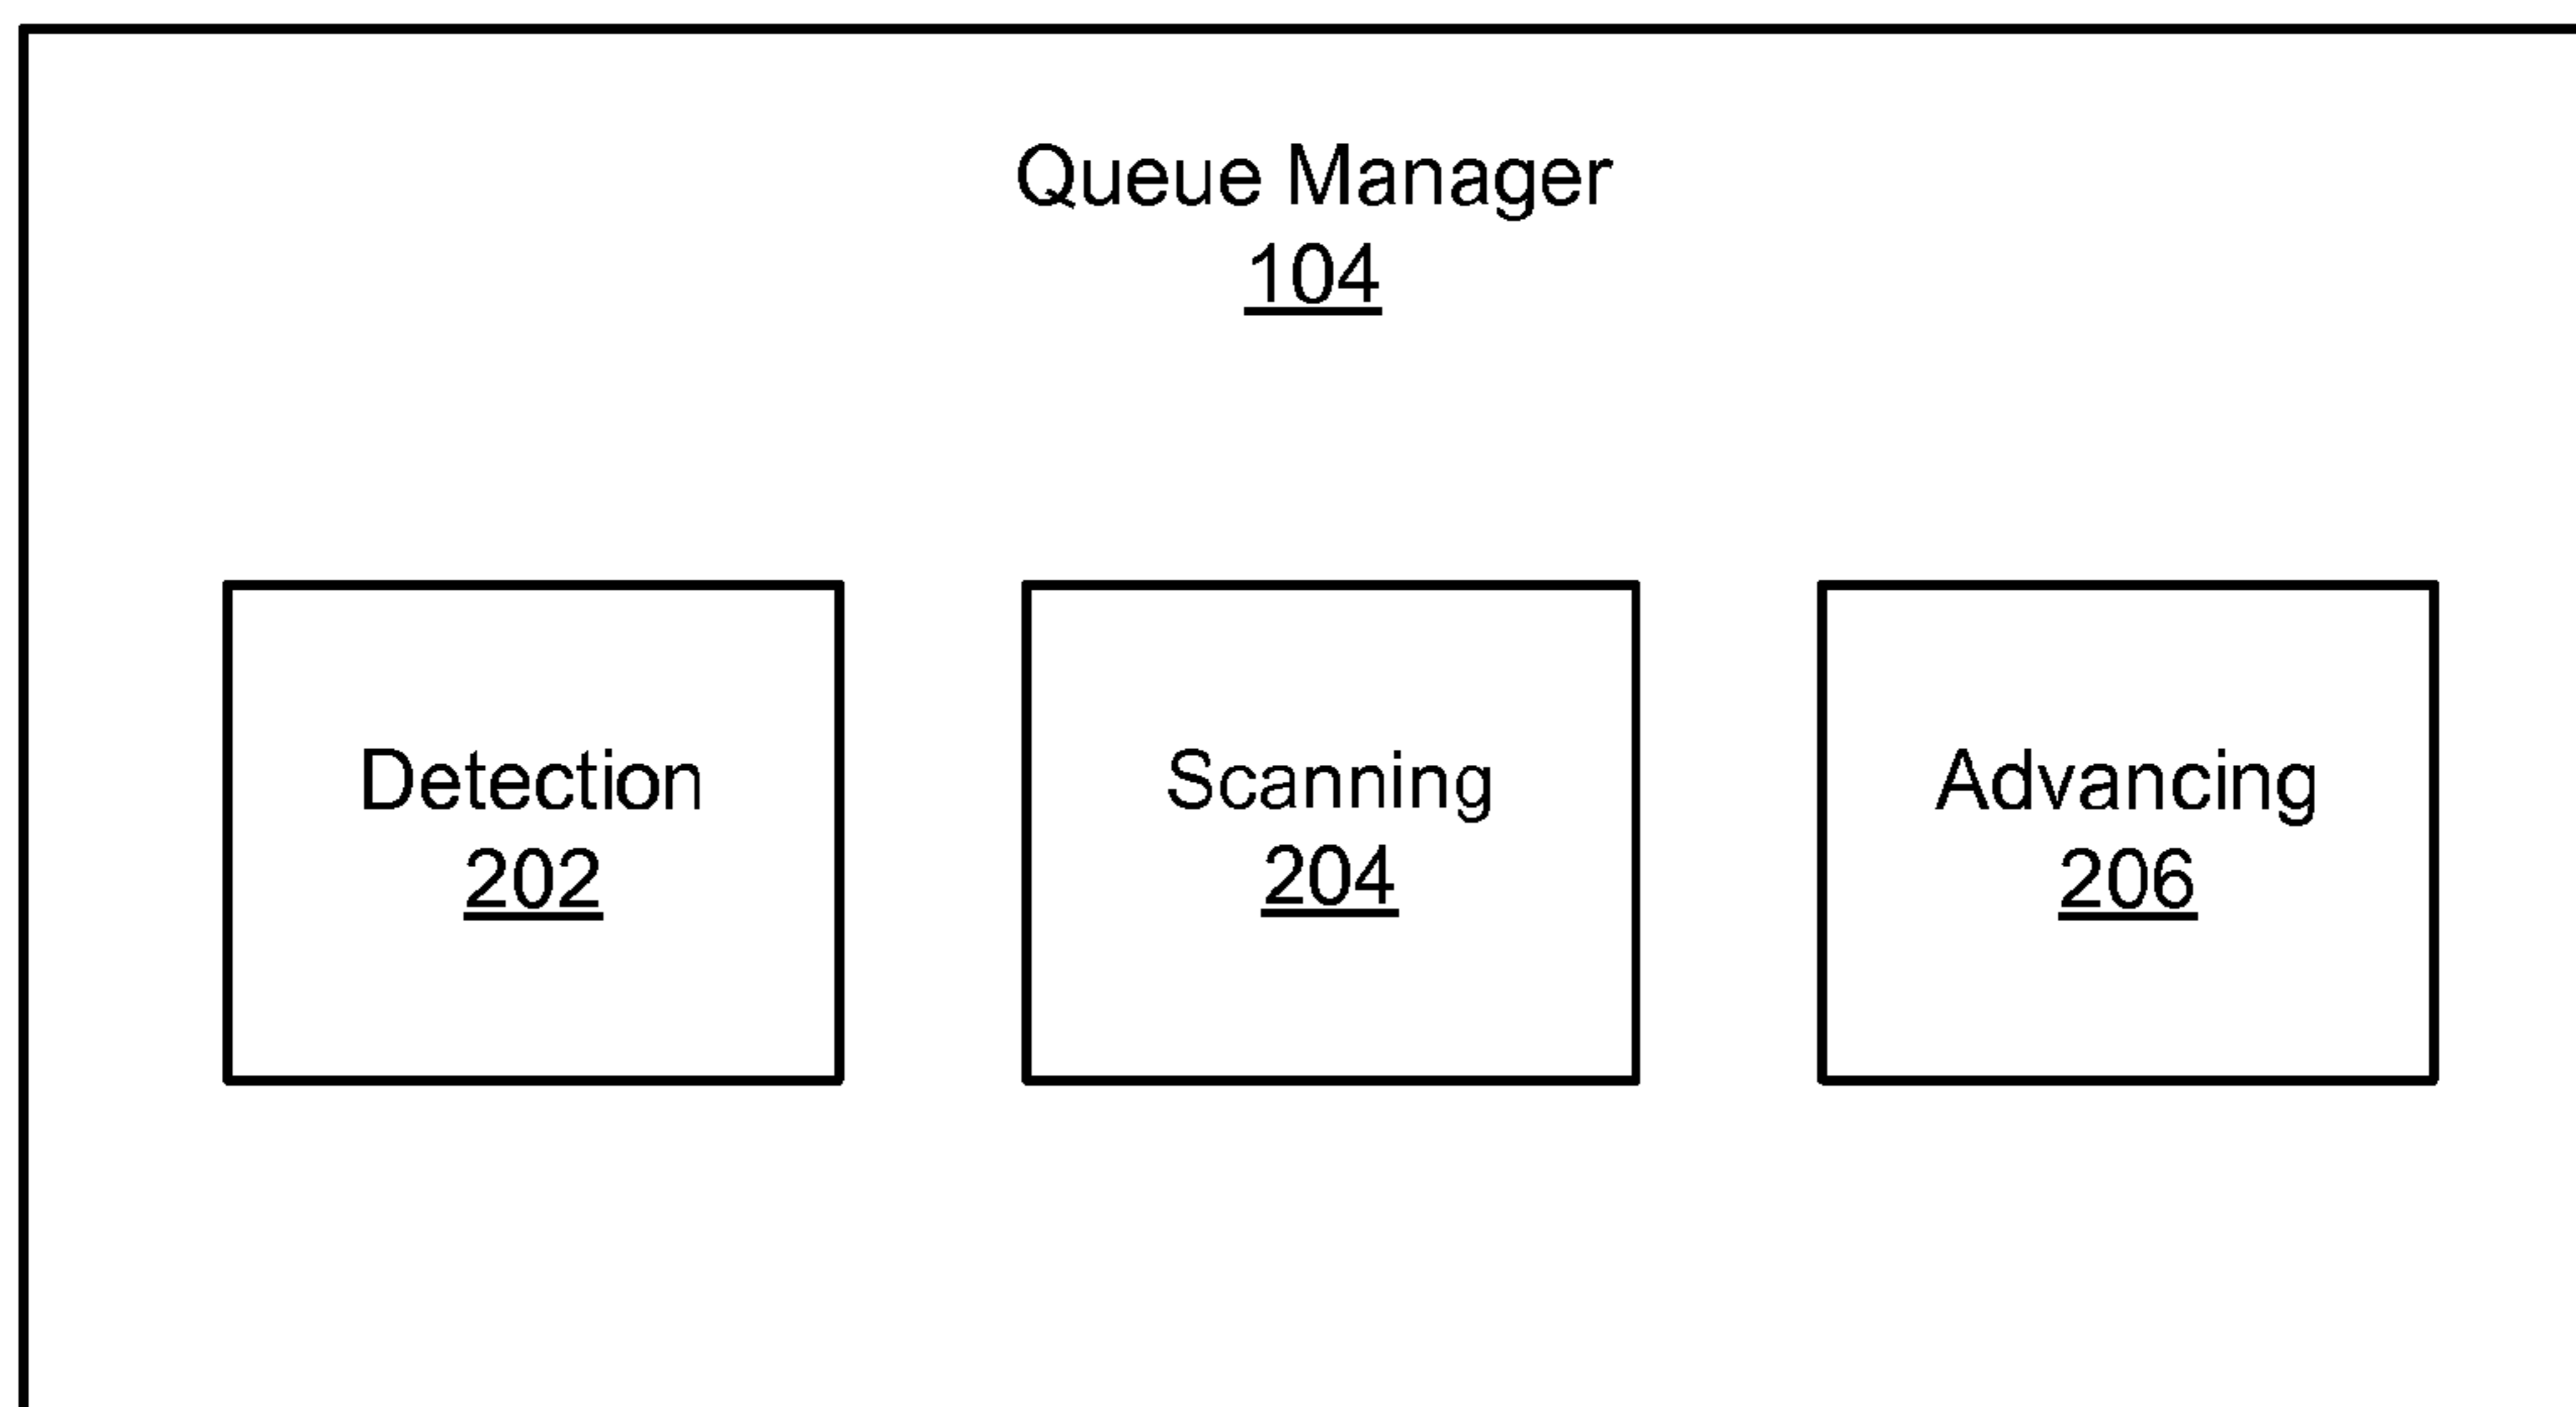 Queue Manager
104
Detection
202
Scanning
204
Advancing
206